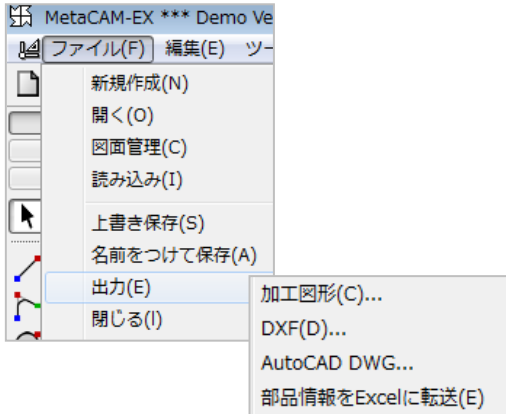 MetaCAM-EX *** Demo Ve
ファイル(F) 編集(E) ツー
新規作成(N)
開く(O)
図面管理(C)
読み込み(I)
上書き保存(S)
名前をつけて保存(A)
出力(E)
閉じる(I)
加工図形(C)...
DXF(D)...
AutoCAD DWG...
部品情報をExcelに転送(E)